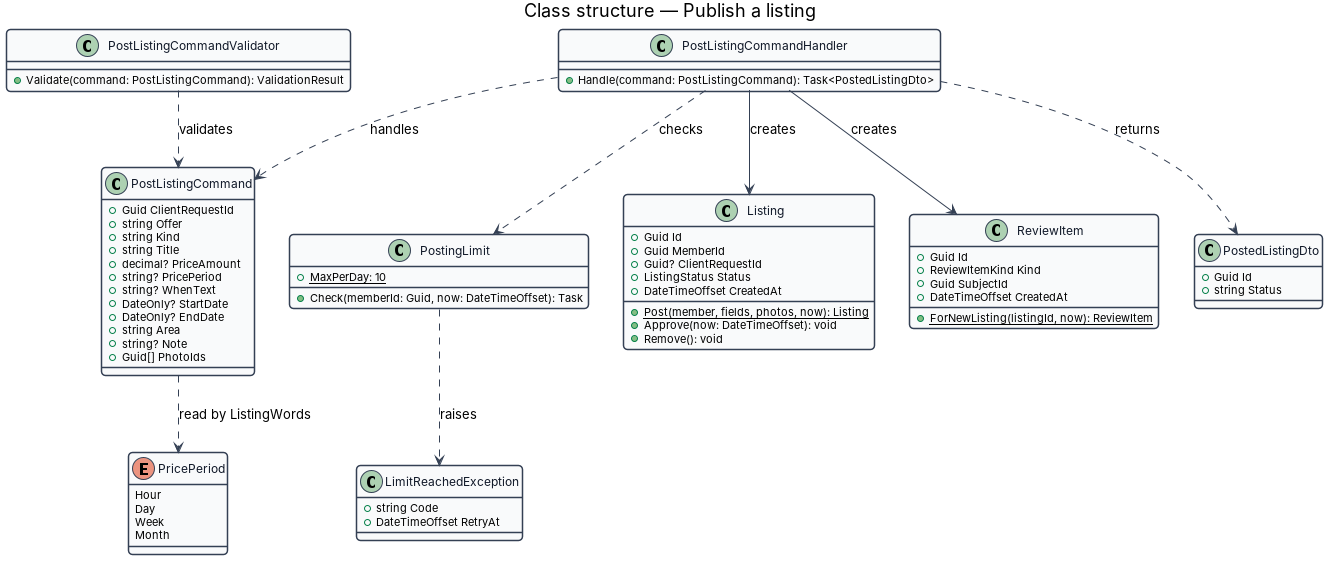 Class structure — Publish a listing
C PostListingCommandValidator
Validate(command: PostListingCommand): ValidationResult
C PostListingCommandHandler
Handle(command: PostListingCommand): Task<PostedListingDto>
validates
handles
checks
creates
creates
returns
C PostListingCommand
Guid ClientRequestId
string Offer
string Kind
string Title
decimal? PriceAmount
string? PricePeriod
string? WhenText
DateOnly? StartDate
DateOnly? EndDate
string Area
string? Note
Guid[] PhotoIds
C PostingLimit
MaxPerDay: 10
Check(memberId: Guid, now: DateTimeOffset): Task
C Listing
Guid Id
Guid MemberId
Guid? ClientRequestId
ListingStatus Status
DateTimeOffset CreatedAt
Post(member, fields, photos, now): Listing
Approve(now: DateTimeOffset): void
Remove(): void
C ReviewItem
Guid Id
ReviewItemKind Kind
Guid SubjectId
DateTimeOffset CreatedAt
ForNewListing(listingId, now): ReviewItem
C PostedListingDto
Guid Id
string Status
read by ListingWords
raises
E PricePeriod
Hour
Day
Week
Month
C LimitReachedException
string Code
DateTimeOffset RetryAt